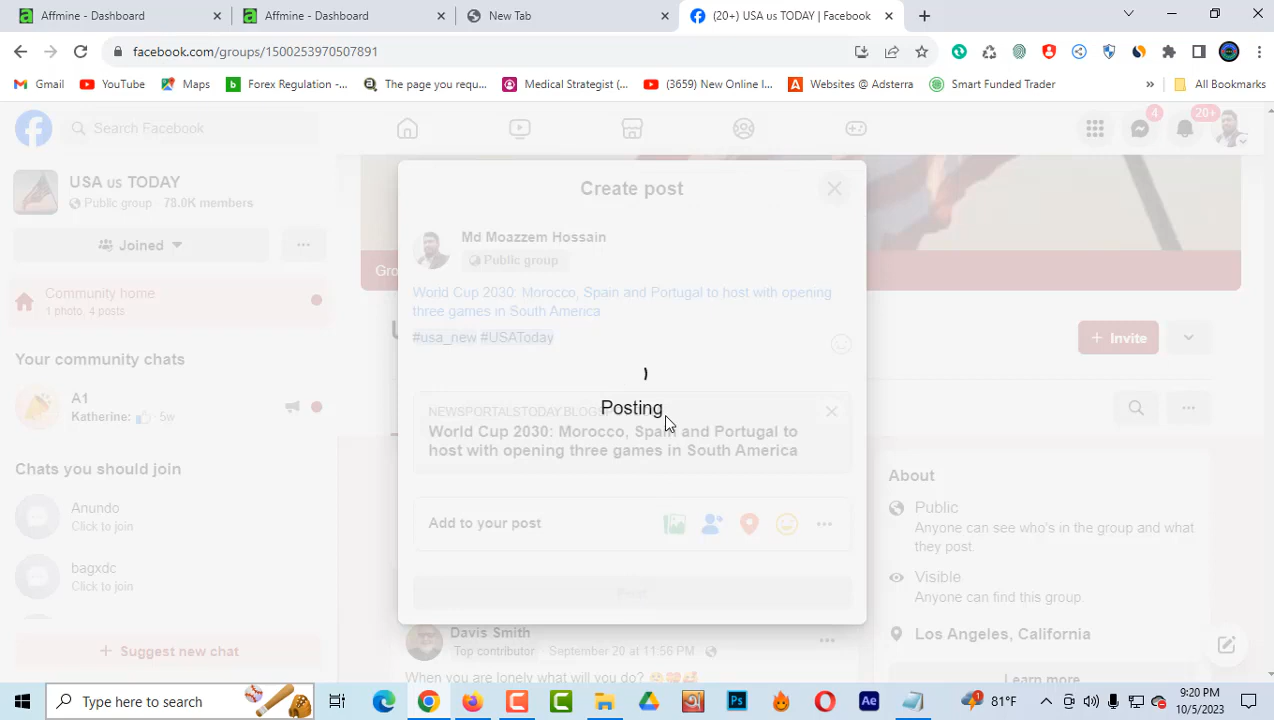 Affmine - Dashboard
Affmine - Dashboard
New Tab
(20+) USA us TODAY | Facebook
facebook.com/groups/1500253970507891
Gmail
YouTube
Maps
Forex Regulation -...
The page you requ...
Medical Strategist (...
(3659) New Online I...
Websites @ Adsterra
Smart Funded Trader
»
All Bookmarks
Search Facebook
4
20+
USA us TODAY
Public group · 78.0K members
Joined
Community home
1 photo, 4 posts
Your community chats
A1
Katherine: 👍 · 5w
Chats you should join
Anundo
Click to join
bagxdc
Click to join
+ Suggest new chat
Create post
Md Moazzem Hossain
Public group
World Cup 2030: Morocco, Spain and Portugal to host with opening
three games in South America
#usa_new #USAToday
Posting
World Cup 2030: Morocco, Spain and Portugal to
host with opening three games in South America
Add to your post
Post
Davis Smith
Top contributor September 20 at 11:56 PM
When you are lonely what will you do?
+ Invite
About
Public
Anyone can see who's in the group and what
they post.
Visible
Anyone can find this group.
Los Angeles, California
Learn more
Type here to search
Ps
Ae
81°F
9:20 PM
10/5/2023